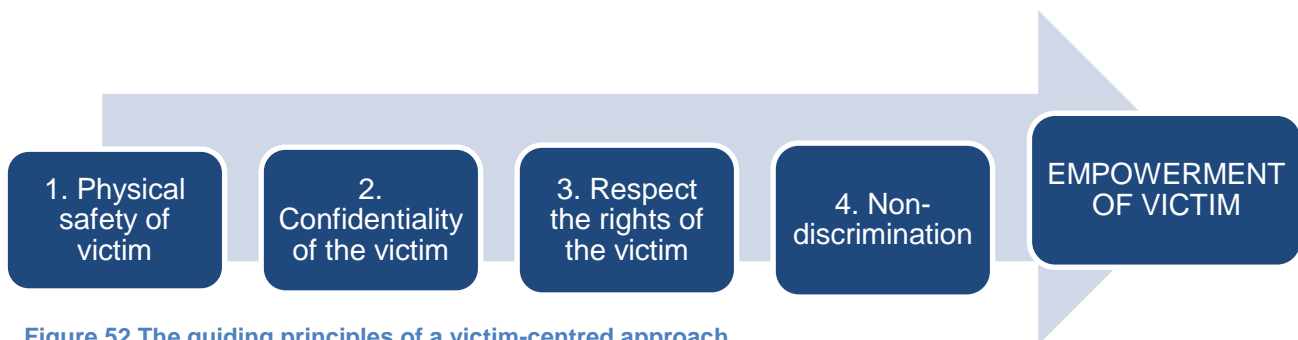 1. Physical
safety of
victim
2.
Confidentiality
of the victim
3. Respect
the rights of
the victim
4. Non-
discrimination
EMPOWERMENT
OF VICTIM
Figure 52 The guiding principles of a victim-centred approach